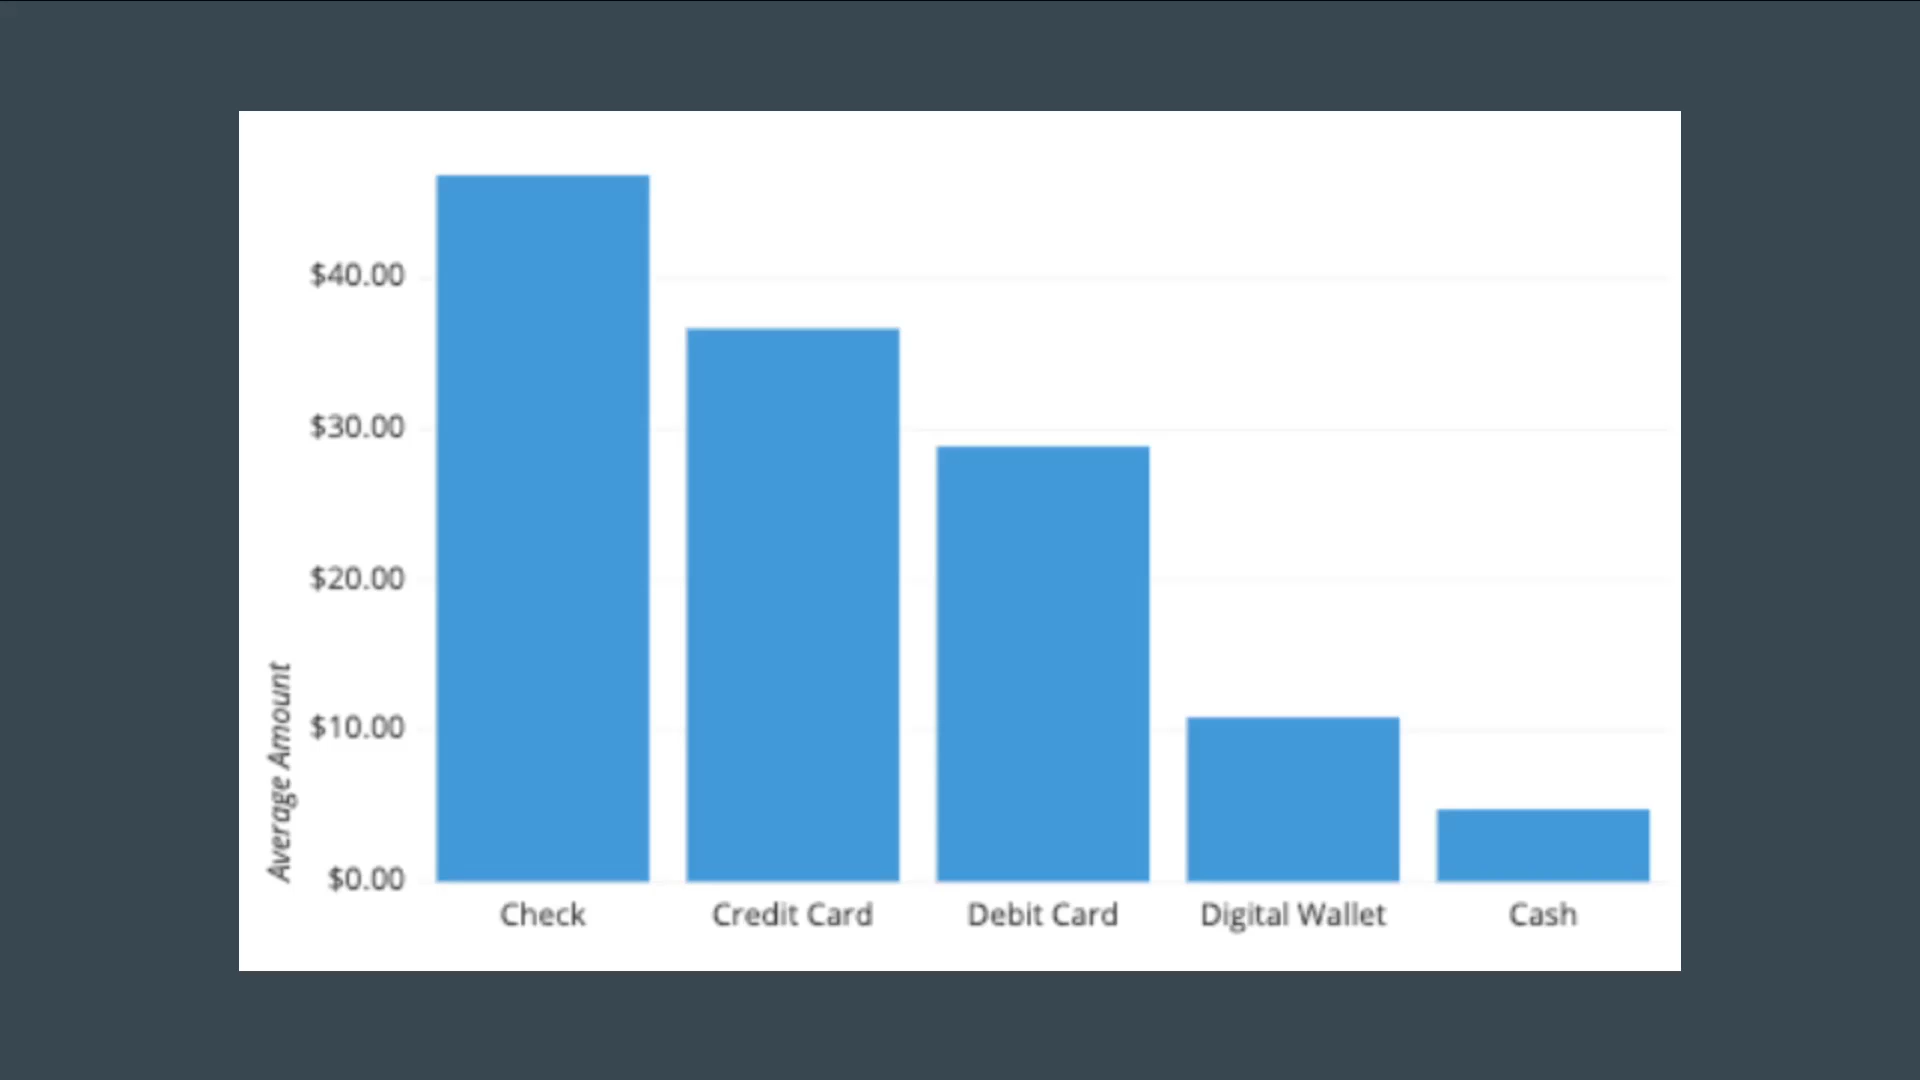 $40.00
$30.00
$20.00
$10.00
$0.00
Average Amount
Check
Credit Card
Debit Card
Digital Wallet
Cash